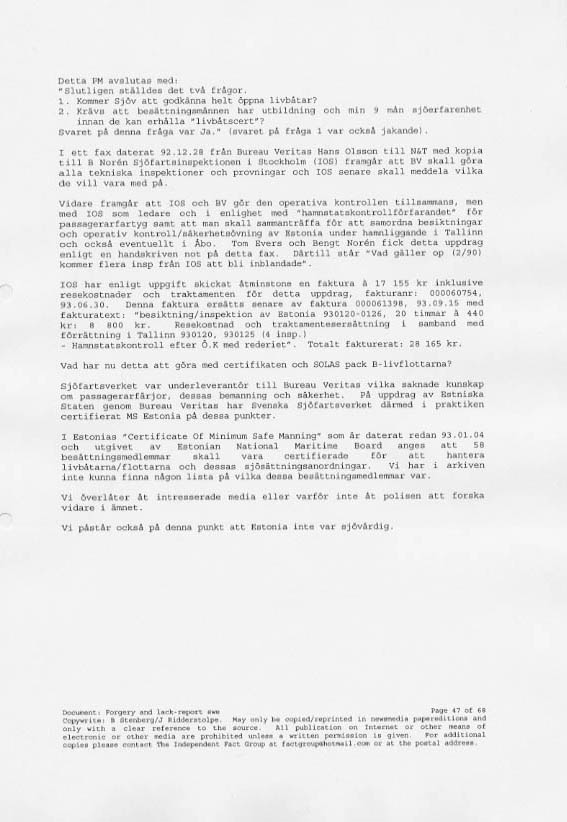 Detta PM avslutas med:
"Slutligen ställdes det två frågor.
1. Kommer Sjöv att godkänna helt öppna livbåtar?
2. Krävs att besättningsmännen har utbildning och min 9 mån sjöerfarenhet
innan de kan erhålla "livbåtscert"?
Svaret på denna fråga var Ja." (svaret på fråga 1 var också jakande).
I ett fax daterat 92.12.28 från Bureau Veritas Hans Olsson till N&T med kopia
till B Norén Sjöfartsinspektionen i Stockholm (IOS) framgår att BV skall göra
alla tekniska inspektioner och provningar och IOS senare skall meddela vilka
de vill vara med på.
Vidare framgår att IOS och BV gör den operativa kontrollen tillsammans, men
med IOS som ledare och i enlighet med "hamnstatskontrollförfarandet" för
passagerarfartyg samt att man skall sammanträffa för att samordna besiktningar
och operativ kontroll/säkerhetsövning av Estonia under hamnliggande i Tallinn
och också eventuellt i Åbo. Tom Evers och Bengt Norén fick detta uppdrag
enligt en handskriven not på detta fax. Därtill står "Vad gäller op (2/90)
kommer flera insp från IOS att bli inblandade".
IOS har enligt uppgift skickat åtminstone en faktura à 17 155 kr inklusive
resekostnader och traktamenten för detta uppdrag, fakturanr: 000060754,
93.06.30. Denna faktura ersätts senare av faktura 000061398, 93.09.15 med
fakturatext: "besiktning/inspektion av Estonia 930120-0126, 20 timmar à 440
kr: 8 800 kr. Resekostnad och traktamentesersättning i samband med
förrättning i Tallinn 930120, 930125 (4 insp.)
- Hamnstatskontroll efter Ö.K med rederiet". Totalt fakturerat: 28 165 kr.
Vad har nu detta att göra med certifikaten och SOLAS pack B-livflottarna?
Sjöfartsverket var underleverantör till Bureau Veritas vilka saknade kunskap
om passagerarfärjor, dessas bemanning och säkerhet. På uppdrag av Estniska
Staten genom Bureau Veritas har Svenska Sjöfartsverket därmed i praktiken
certifierat MS Estonia på dessa punkter.
I Estonias "Certificate Of Minimum Safe Manning" som är daterat redan 93.01.04
och utgivet av Estonian National Maritime Board anges att 58
besättningsmedlemmar skall vara certifierade för att hantera
livbåtarna/flottarna och dessas sjösättningsanordningar. Vi har i arkiven
inte kunna finna någon lista på vilka dessa besättningsmedlemmar var.
Vi överlåter åt intresserade media eller varför inte åt polisen att forska
vidare i ämnet.
Vi påstår också på denna punkt att Estonia inte var sjövärdig.
Document: Forgery and lack-report swe Page 47 of 68
Copywrite: B Stenberg/J Ridderstolpe. May only be copied/reprinted in newsmedia papereditions and
only with a clear reference to the source. All publication on Internet or other means of
electronic or other media are prohibited unless a written permission is given. For additional
copies please contact The Independent Fact Group at factgroup@hotmail.com or at the postal address.